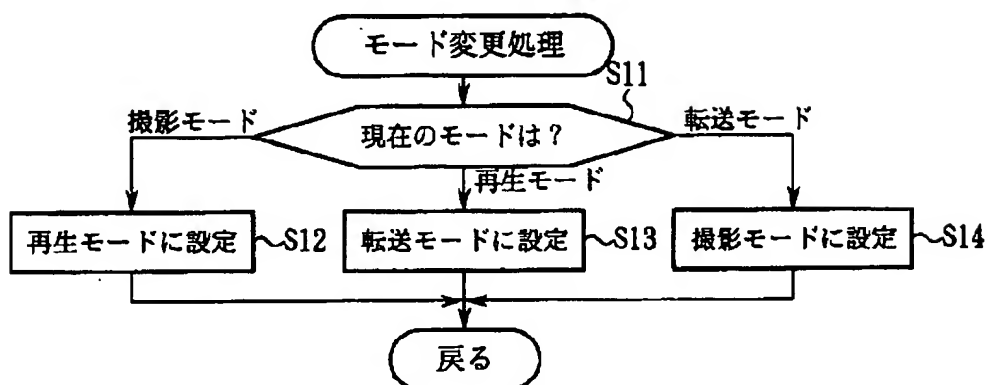 モード変更処理
S11
撮影モード
現在のモードは?
転送モード
再生モード
再生モードに設定
S12
転送モードに設定
S13
撮影モードに設定
S14
戻る